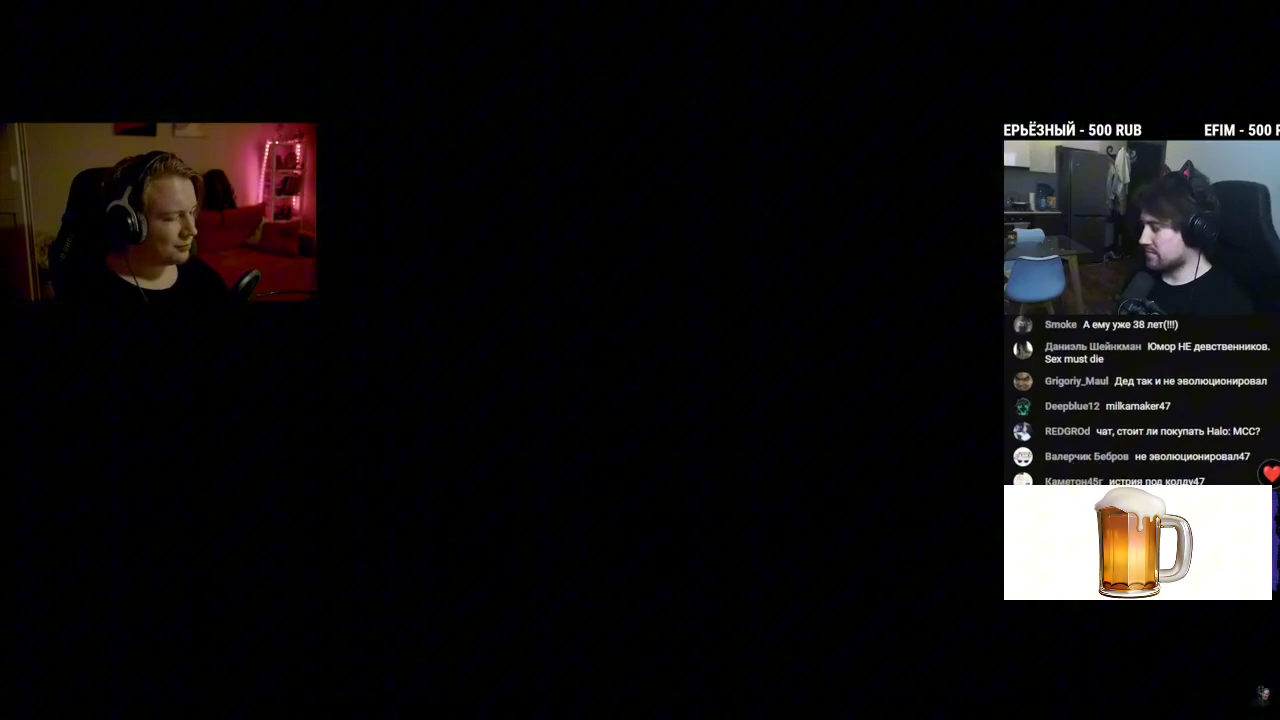 ЕРЬЁЗНЫЙ - 500 RUB EFIM - 500 R
Smoke А ему уже 38 лет(!!!)
Даниэль Шейнкман Юмор НЕ девственников.
Sex must die
Grigoriy_Maul Дед так и не эволюционировал
Deepblue12 milkamaker47
REDGROd чат, стоит ли покупать Halo: MCC?
Валерчик Бебров не эволюционировал47
Каметон45г истрия под колду47